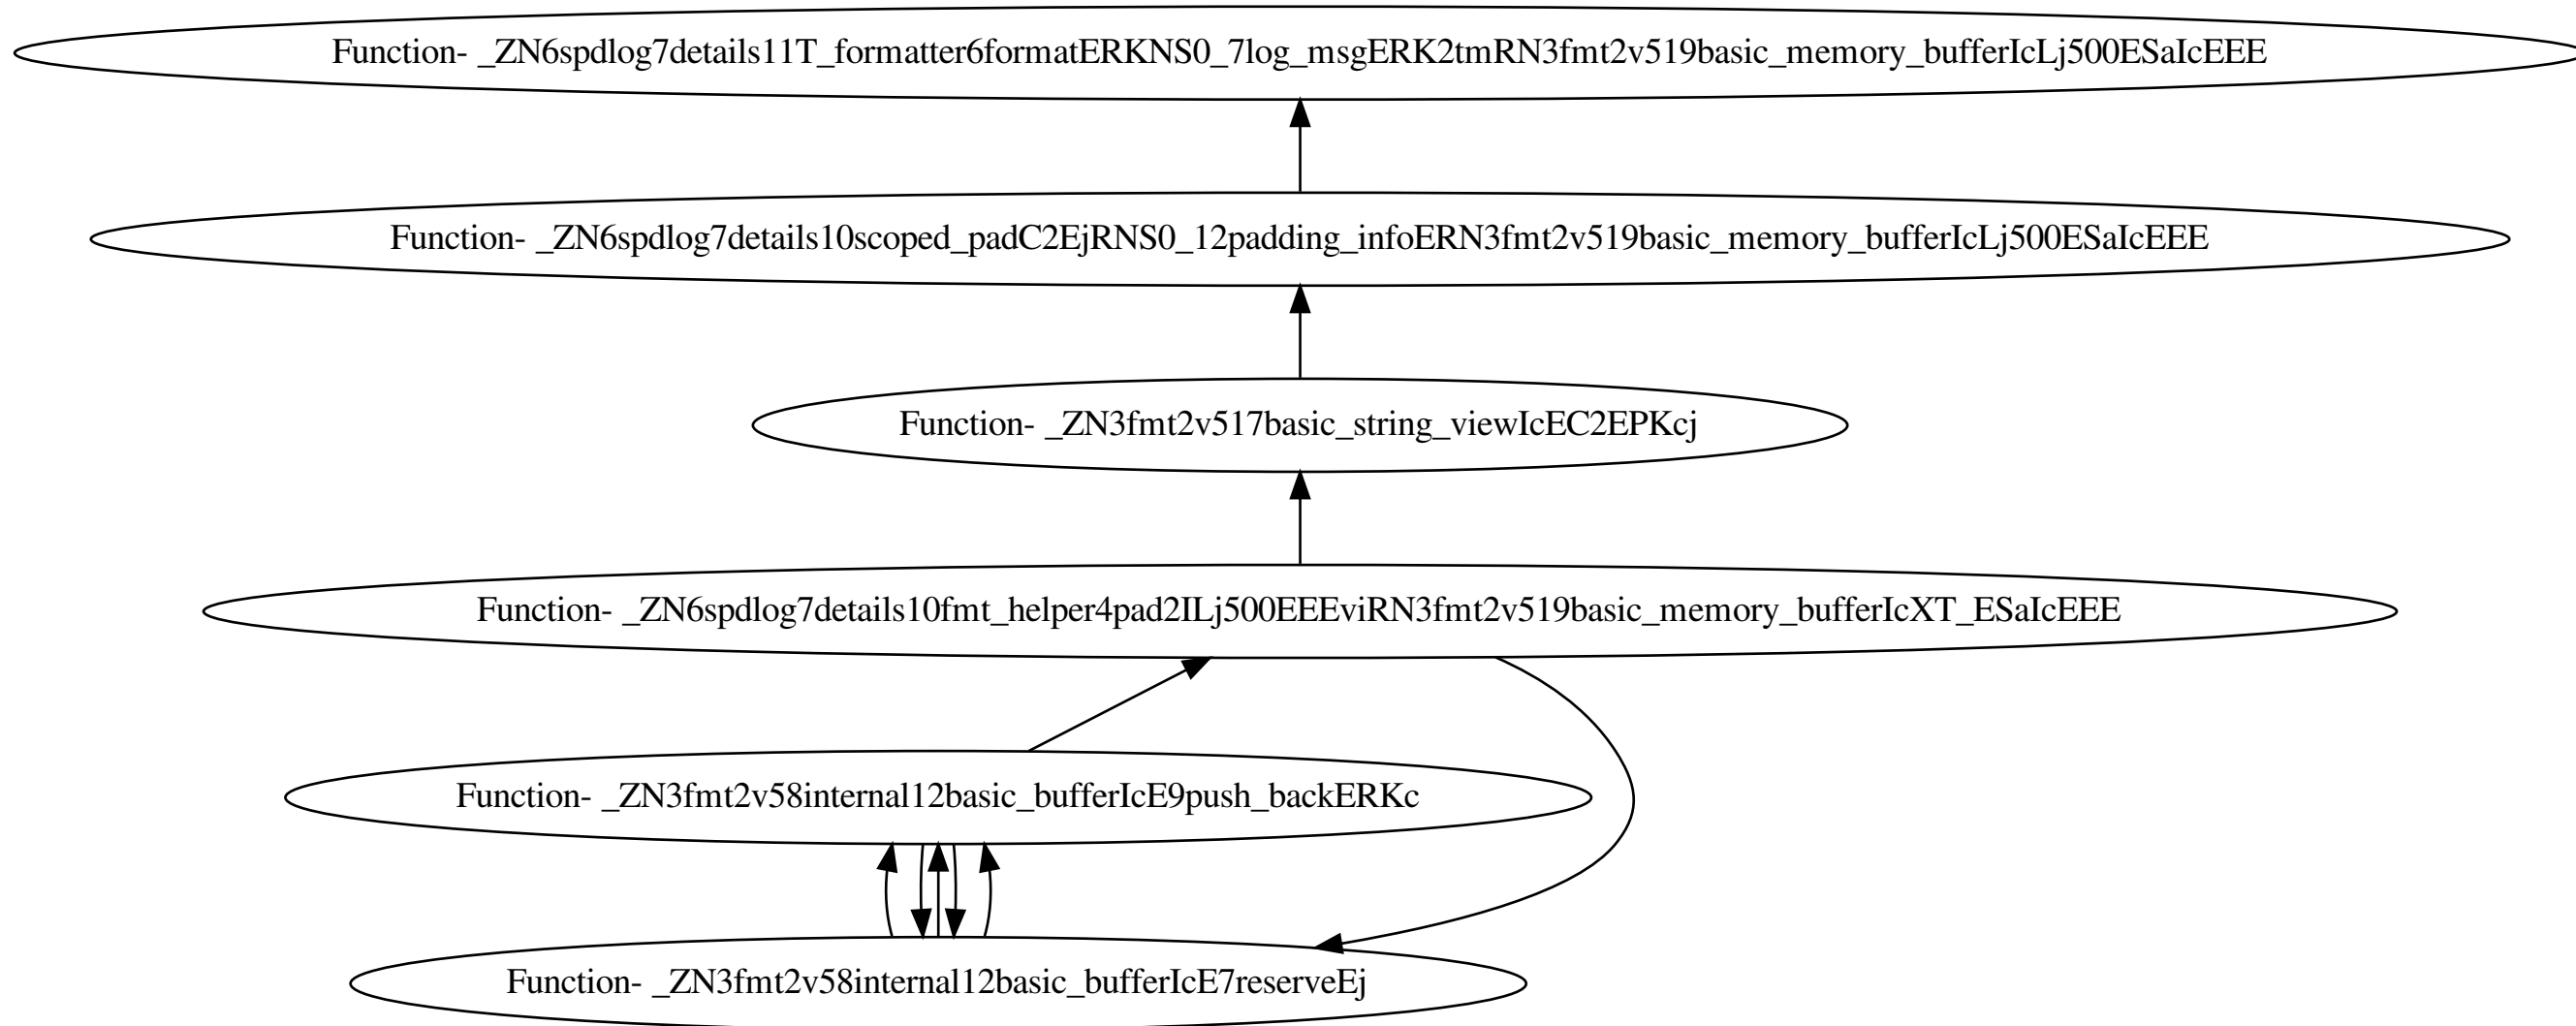 Function- _ZN6spdlog7details11T_formatter6formatERKNS0_7log_msgERK2tmRN3fmt2v519basic_memory_bufferIcLj500ESaIcEEE
Function- _ZN6spdlog7details10scoped_padC2EjRNS0_12padding_infoERN3fmt2v519basic_memory_bufferIcLj500ESaIcEEE
Function- _ZN3fmt2v517basic_string_viewIcEC2EPKcj
Function- _ZN6spdlog7details10fmt_helper4pad2ILj500EEEviRN3fmt2v519basic_memory_bufferIcXT_ESaIcEEE
Function- _ZN3fmt2v58internal12basic_bufferIcE9push_backERKc
Function- _ZN3fmt2v58internal12basic_bufferIcE7reserveEj